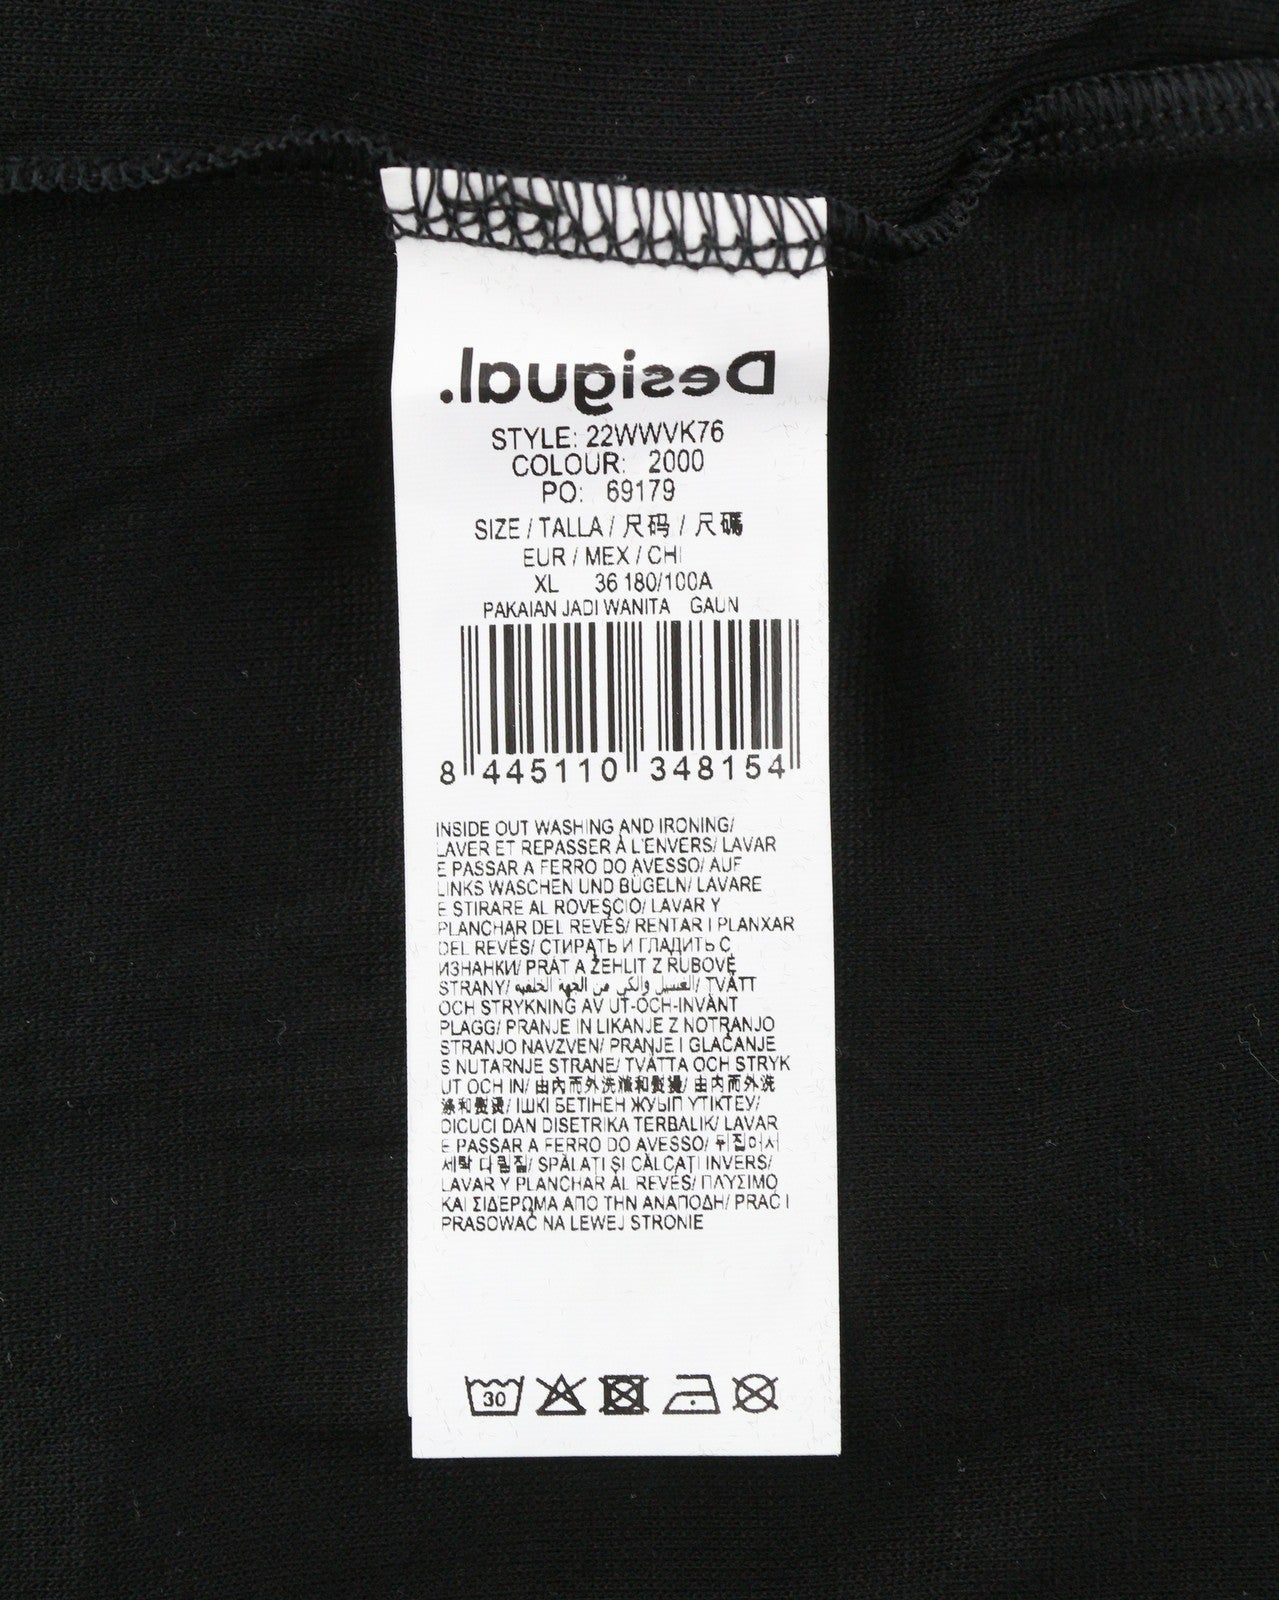 Desigual.
STYLE: 22WWVK76
COLOUR: 2000
PO: 69179
SIZE / TALLA / 尺码 / 尺碼
EUR / MEX / CHI
XL 36 180/100A
PAKAIAN JADI WANITA GAUN
8 445110 348154
INSIDE OUT WASHING AND IRONING/
LAVER ET REPASSER À L'ENVERS/ LAVAR
E PASSAR A FERRO DO AVESSO/ AUF
LINKS WASCHEN UND BÜGELN/ LAVARE
E STIRARE AL ROVESCIO/ LAVAR Y
PLANCHAR DEL REVÉS/ RENTAR I PLANXAR
DEL REVÉS/ СТИРАТЬ И ГЛАДИТЬ С
ИЗНАНКИ/ PRÁT A ŽEHLIT Z RUBOVÉ
STRANY/ الغسيل والكي من الجهة الخلفية/ TVÄTT
OCH STRYKNING AV UT-OCH-INVÄNT
PLAGG/ PRANJE IN LIKANJE Z NOTRANJO
STRANJO NAVZVEN/ PRANJE I GLAČANJE
S NUTARNJE STRANE/ TVÄTTA OCH STRYK
UT OCH IN/ 由內而外洗滌和熨燙/ 由内而外洗
涤和熨烫/ ІШКІ БЕТІНЕН ЖУЫП ҮТІКТЕУ/
DICUCI DAN DISETRIKA TERBALIK/ LAVAR
E PASSAR A FERRO DO AVESSO/ 뒤집어서
세탁 다림질/ SPĂLAȚI ȘI CĂLCAȚI INVERS/
LAVAR Y PLANCHAR AL REVÉS/ ΠΛΥΣΙΜΟ
ΚΑΙ ΣΙΔΕΡΩΜΑ ΑΠΟ ΤΗΝ ΑΝΑΠΟΔΗ/ PRAĆ I
PRASOWAĆ NA LEWEJ STRONIE
30